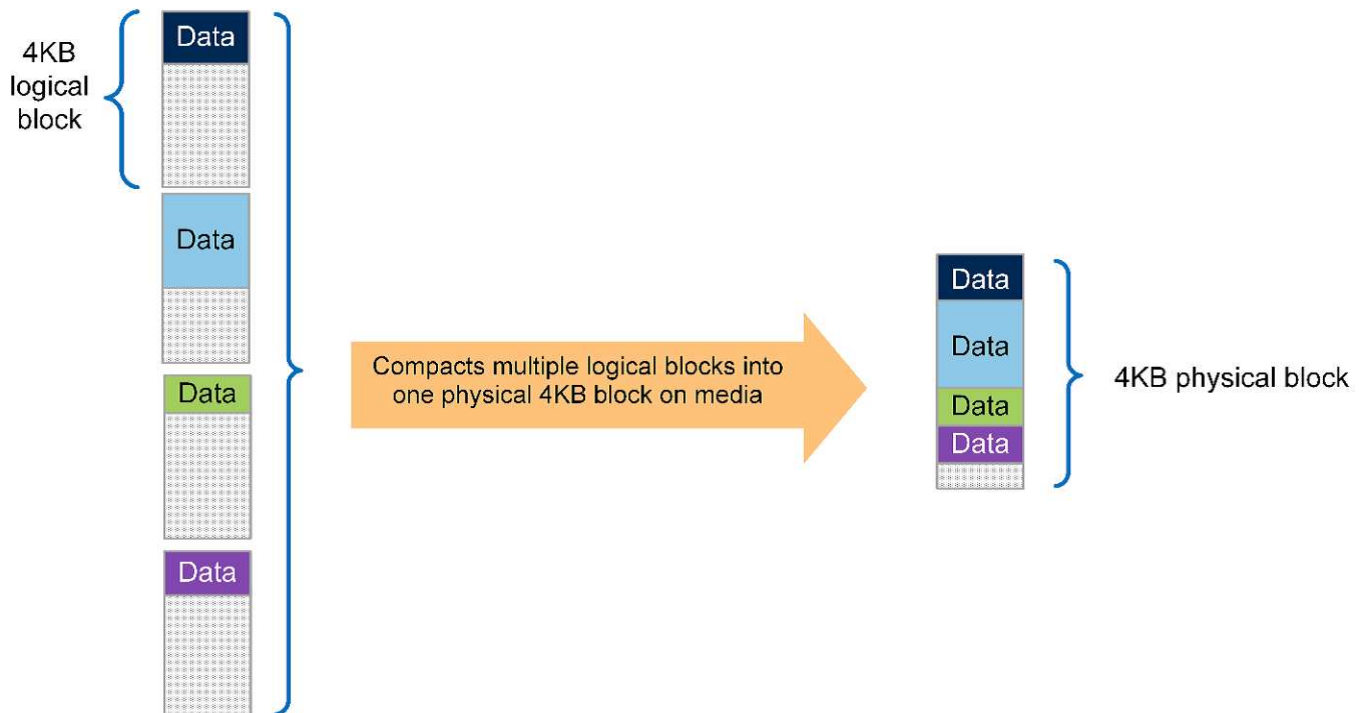 4KB
logical
block
Data
Data
Data
Data
Compacts multiple logical blocks into
one physical 4KB block on media
Data
Data
Data
Data
4KB physical block